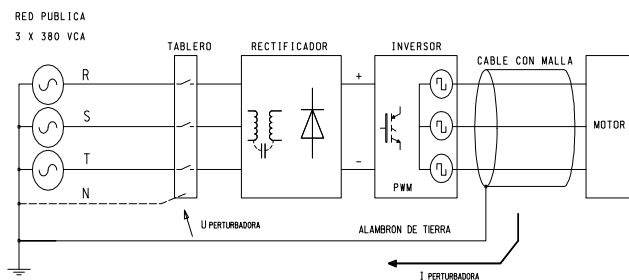 RED PUBLICA
3 X 380 VCA
TABLERO
RECTIFICADOR
INVERSOR
CABLE CON MALLA
R
+
S
MOTOR
T
-
N
PWM
U PERTURBADORA
ALAMBRON DE TIERRA
I PERTURBADORA